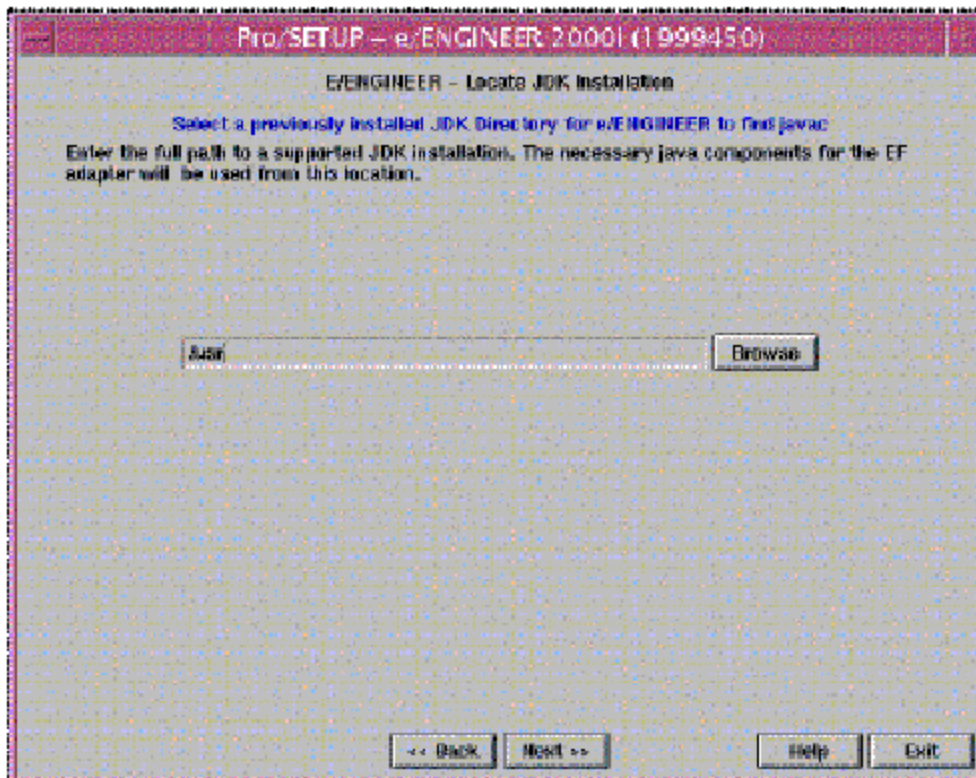 Pro/SETUP – e/ENGINEER 2000i (1999450)
E/ENGINEER – Locate JDK Installation
Select a previously installed JDK Directory for e/ENGINEER to find javac
Enter the full path to a supported JDK installation. The necessary java components for the EF
adapter will be used from this location.
Browse
<< Back
Next >>
Help
Exit